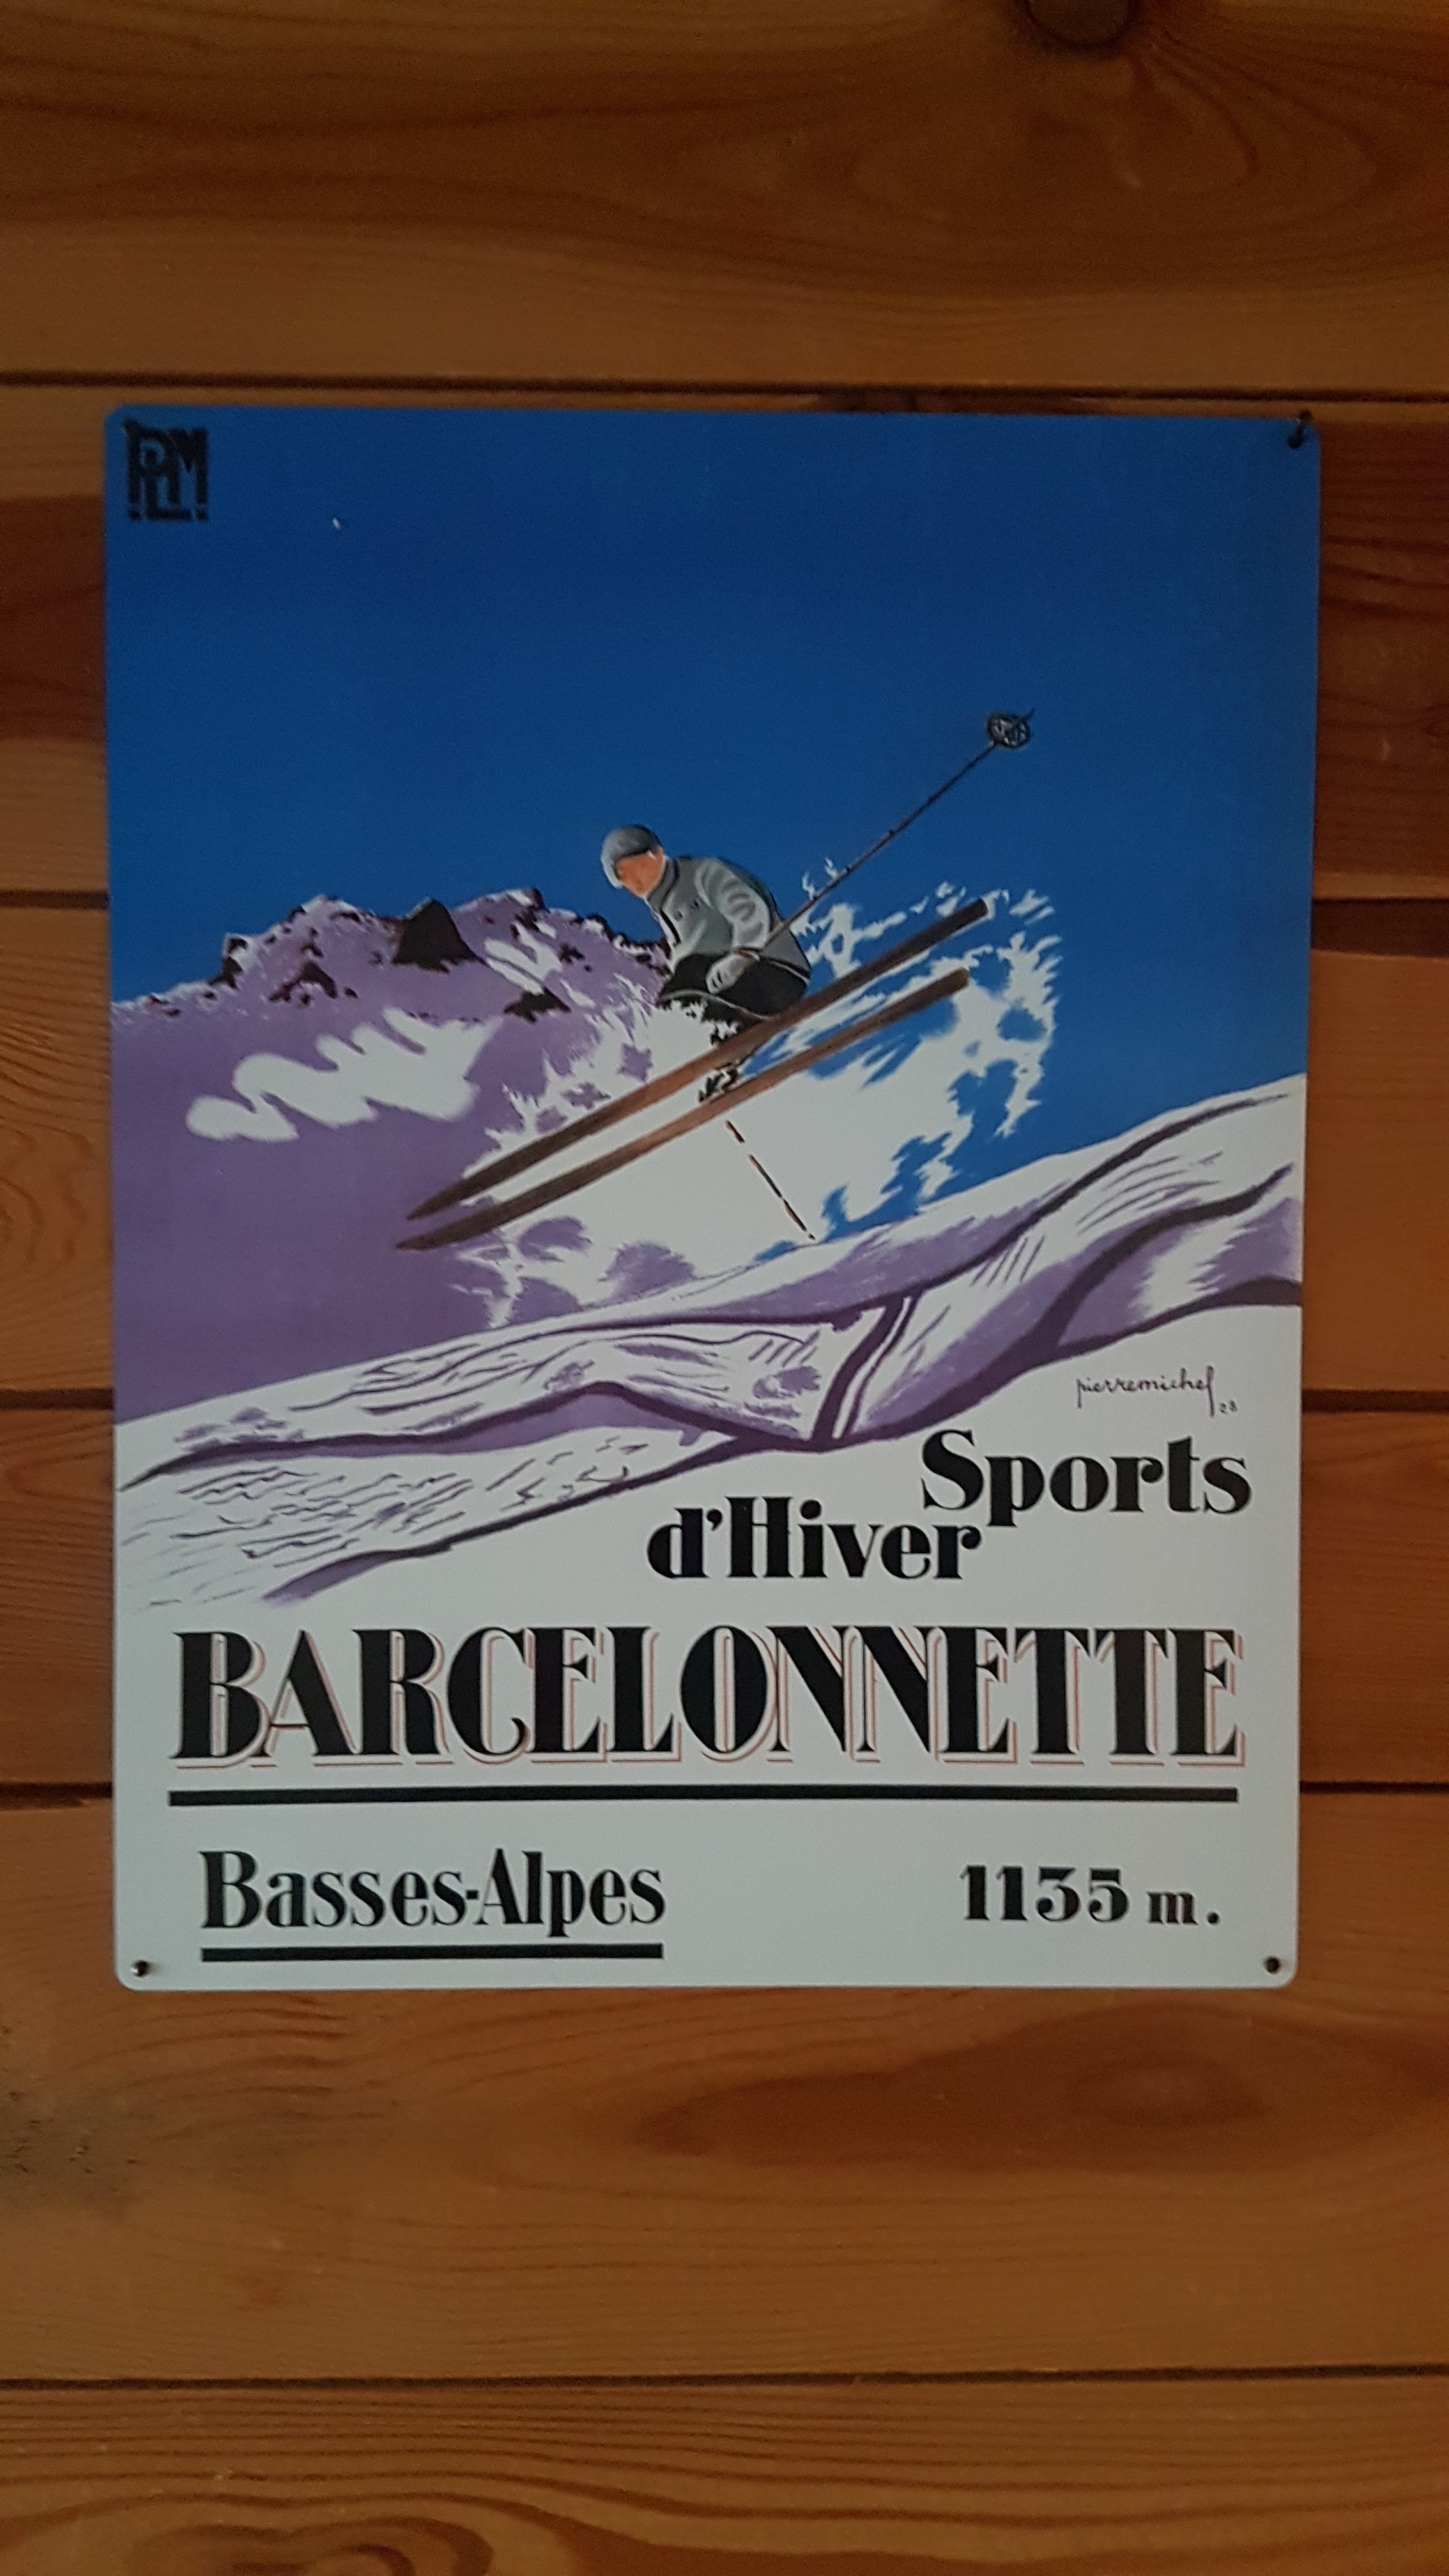 PLM
pierremichel
28
Sports
d'Hiver
BARCELONNETTE
Basses-Alpes
1135 m.